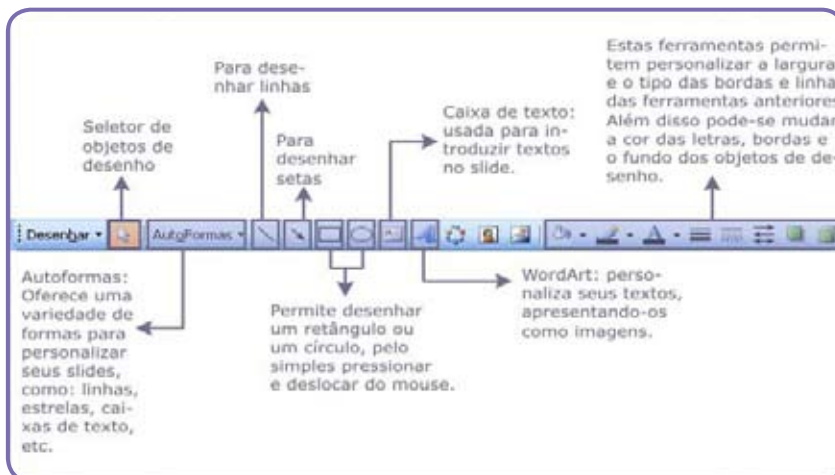 Para dese-
nhar linhas
Seletor de
objetos de
desenho
Para
desenhar
setas
Caixa de texto:
usada para in-
troduzir textos
no slide.
Estas ferramentas permi-
tem personalizar a largura
e o tipo das bordas e linha
das ferramentas anteriores
Além disso pode-se mudar
a cor das letras, bordas e
o fundo dos objetos de de-
senho.
Desenhar
AutoFormas
A
Autoformas:
Oferece uma
variedade de
formas para
personalizar
seus slides,
como: linhas,
estrelas, cai-
xas de texto,
etc.
Permite desenhar
um retângulo ou
um círculo, pelo
simples pressionar
e deslocar do mouse.
WordArt: perso-
naliza seus textos,
apresentando-os
como imagens.